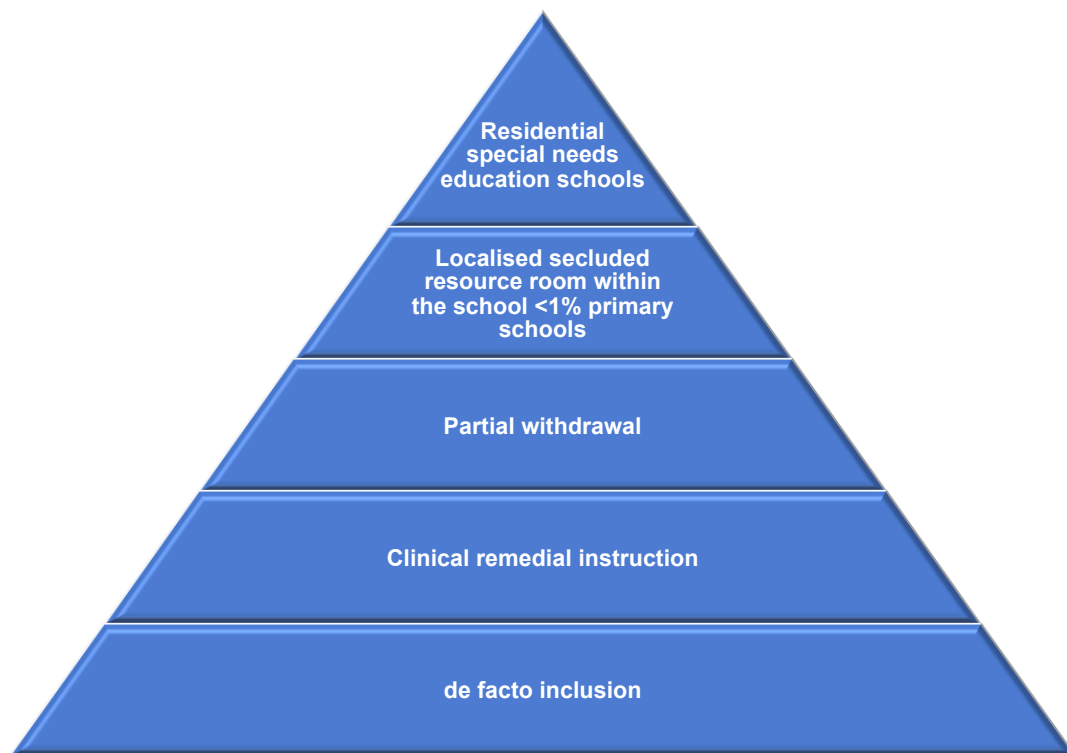 Residential
special needs
education schools
Localised secluded
resource room within
the school <1% primary
schools
Partial withdrawal
Clinical remedial instruction
de facto inclusion